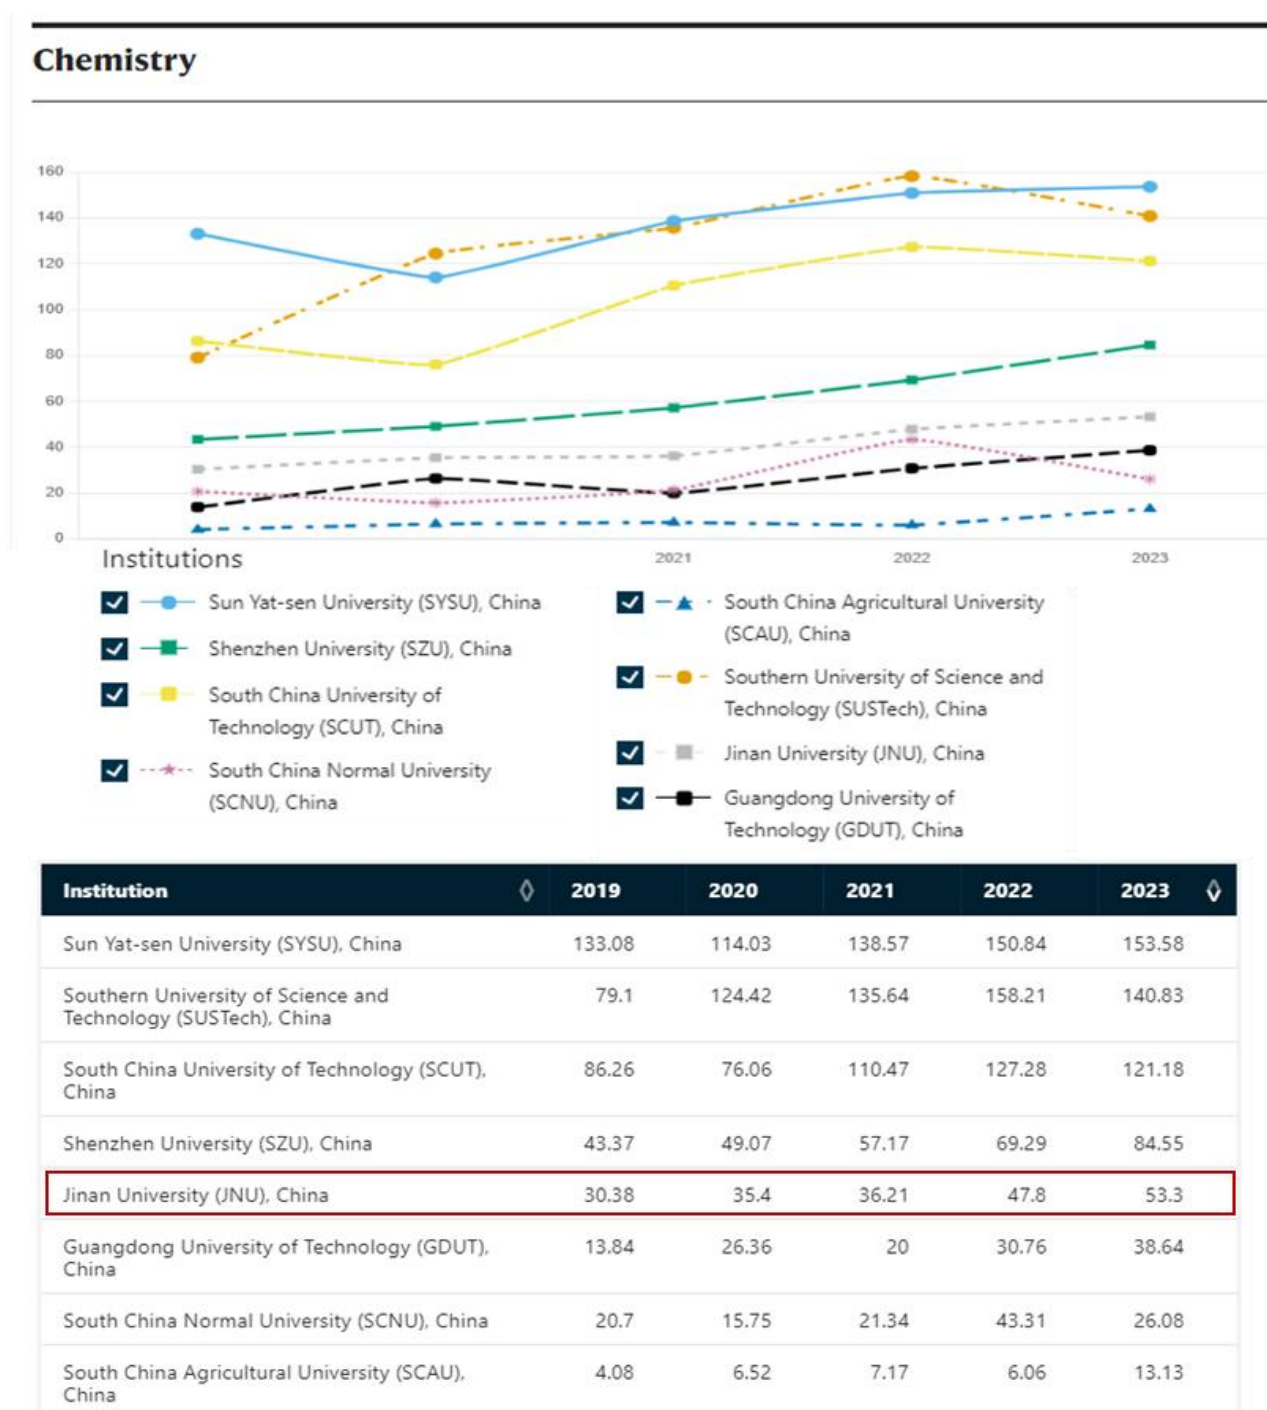 Chemistry
160
140
120
100
80
60
40
20
0
2021 2022 2023
Institutions
Sun Yat-sen University (SYSU), China
Shenzhen University (SZU), China
South China University of
Technology (SCUT), China
South China Normal University
(SCNU), China
South China Agricultural University
(SCAU), China
Southern University of Science and
Technology (SUSTech), China
Jinan University (JNU), China
Guangdong University of
Technology (GDUT), China
Institution 2019 2020 2021 2022 2023
Sun Yat-sen University (SYSU), China 133.08 114.03 138.57 150.84 153.58
Southern University of Science and 79.1 124.42 135.64 158.21 140.83
Technology (SUSTech), China
South China University of Technology (SCUT), 86.26 76.06 110.47 127.28 121.18
China
Shenzhen University (SZU), China 43.37 49.07 57.17 69.29 84.55
Jinan University (JNU), China 30.38 35.4 36.21 47.8 53.3
Guangdong University of Technology (GDUT), 13.84 26.36 20 30.76 38.64
China
South China Normal University (SCNU), China 20.7 15.75 21.34 43.31 26.08
South China Agricultural University (SCAU), 4.08 6.52 7.17 6.06 13.13
China